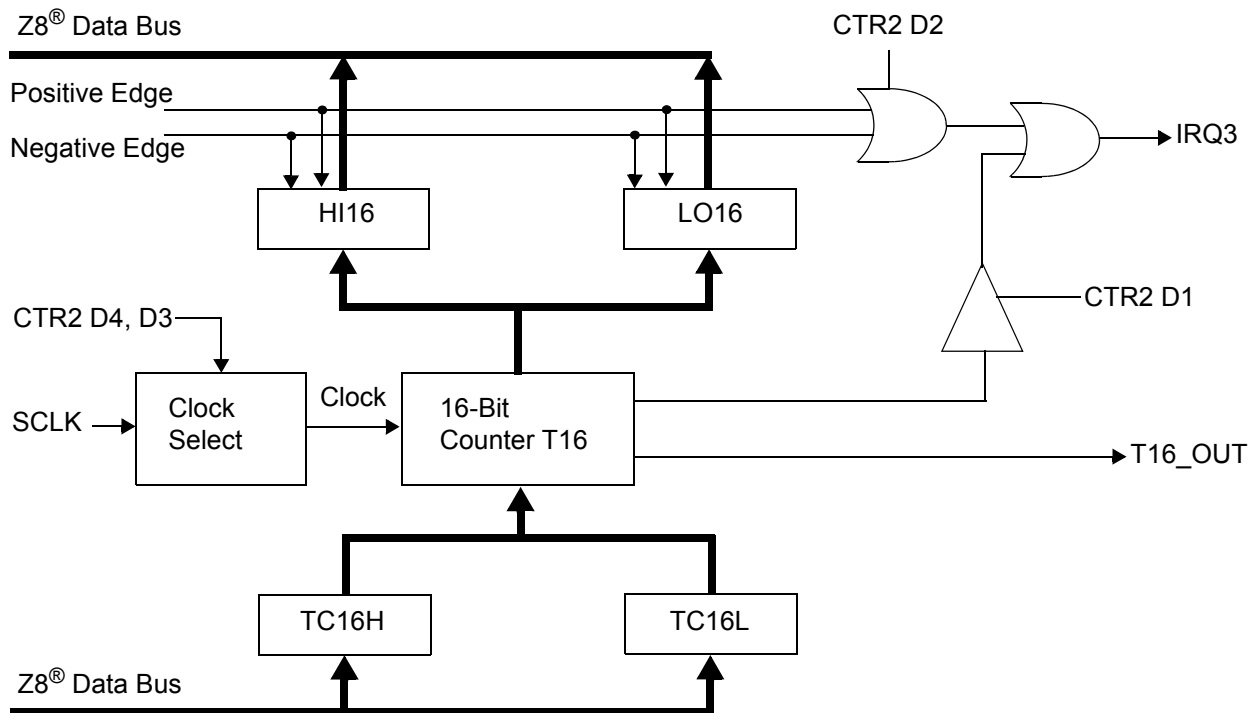 Z8® Data Bus
CTR2 D2
Positive Edge
Negative Edge
IRQ3
HI16
LO16
CTR2 D1
CTR2 D4, D3
Clock
SCLK
Clock
Select
16-Bit
Counter T16
T16_OUT
TC16H
TC16L
Z8® Data Bus